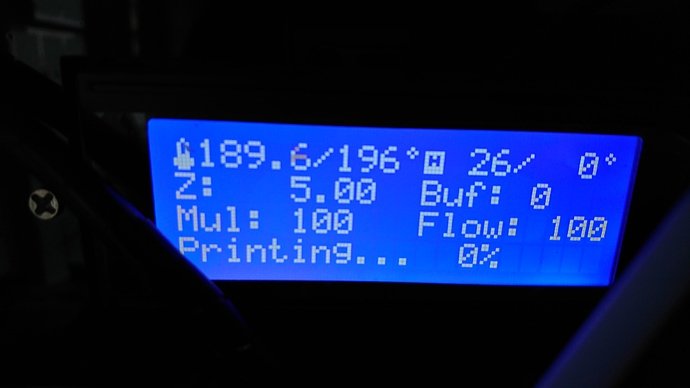 189.6/196° 26/ 0°
Z: 5.00 Buf: 0
Mul: 100 Flow: 100
Printing... 0%